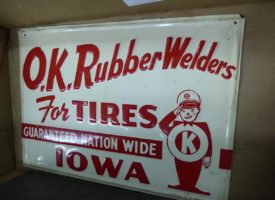 O.K. Rubber Welders
For TIRES
GUARANTEED NATION WIDE
IOWA
K